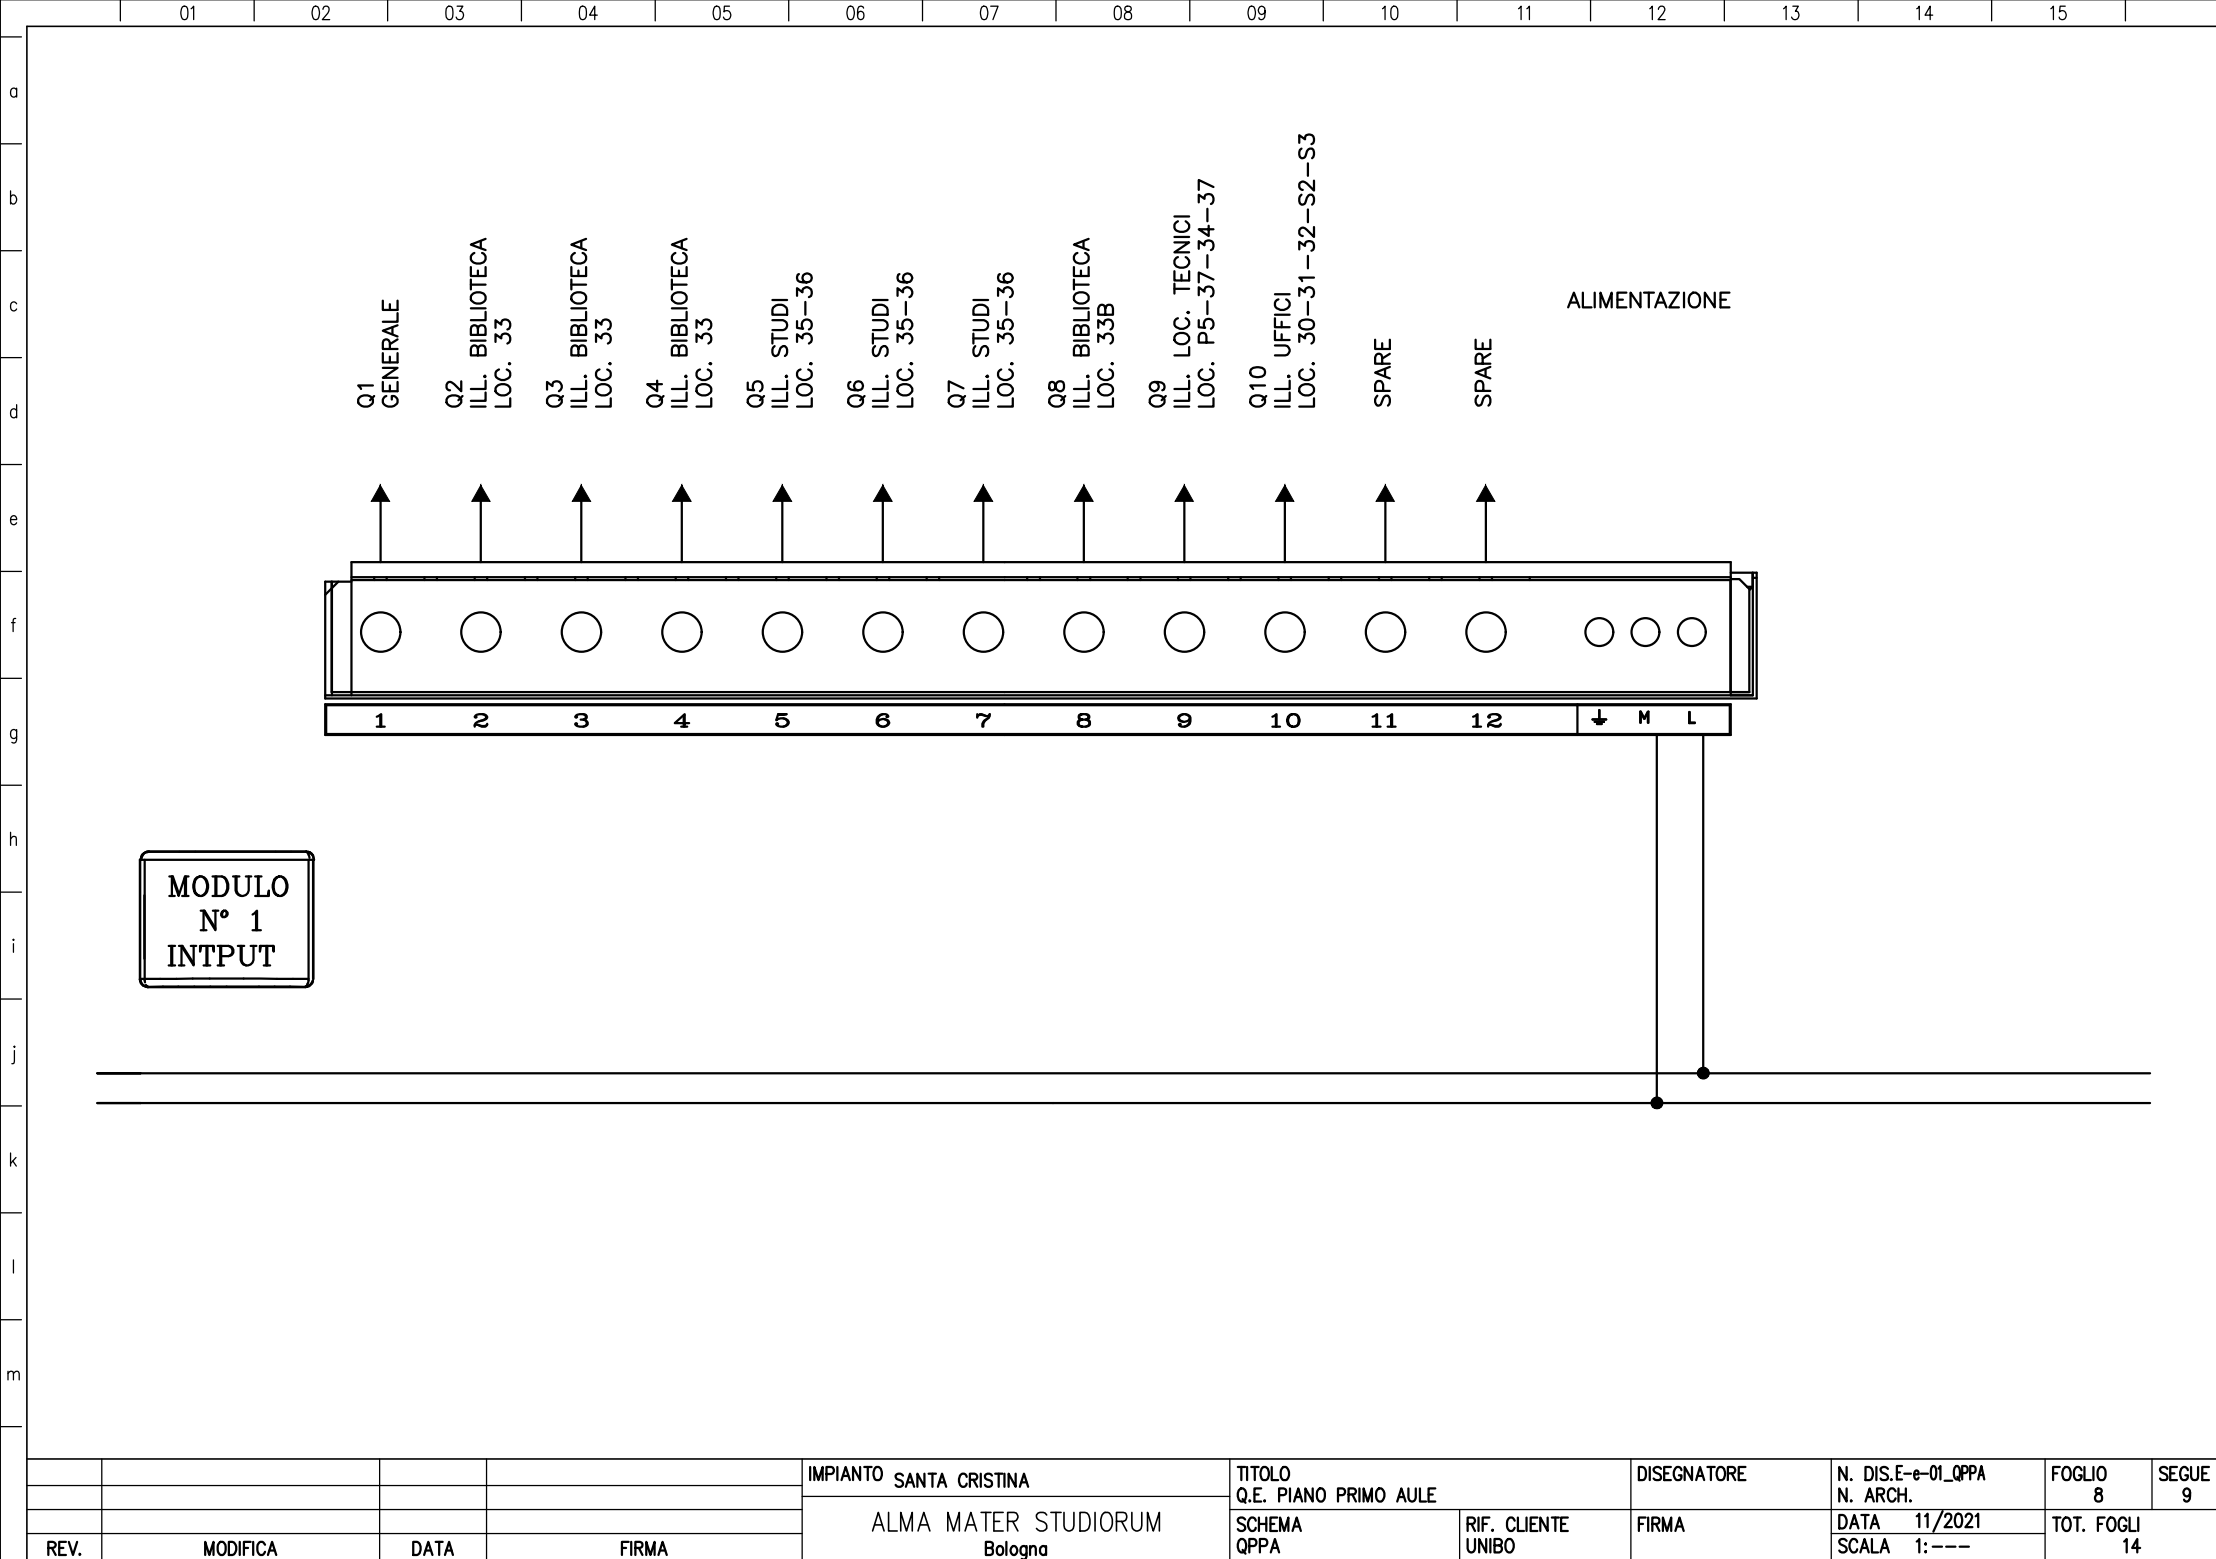 01 02 03 04 05 06 07 08 09 10 11 12 13 14 15
a
b
c
d
e
f
g
h
i
j
k
l
m
Q1
GENERALE
Q2
ILL. BIBLIOTECA
LOC. 33
Q3
ILL. BIBLIOTECA
LOC. 33
Q4
ILL. BIBLIOTECA
LOC. 33
Q5
ILL. STUDI
LOC. 35-36
Q6
ILL. STUDI
LOC. 35-36
Q7
ILL. STUDI
LOC. 35-36
Q8
ILL. BIBLIOTECA
LOC. 33B
Q9
ILL. LOC. TECNICI
LOC. P5-37-34-37
Q10
ILL. UFFICI
LOC. 30-31-32-S2-S3
SPARE
SPARE
ALIMENTAZIONE
1 2 3 4 5 6 7 8 9 10 11 12 M L
MODULO
N° 1
INTPUT
REV. MODIFICA DATA FIRMA
IMPIANTO SANTA CRISTINA
ALMA MATER STUDIORUM
Bologna
TITOLO
Q.E. PIANO PRIMO AULE
SCHEMA
QPPA
RIF. CLIENTE
UNIBO
DISEGNATORE
FIRMA
N. DIS.E-e-01_QPPA
N. ARCH.
DATA 11/2021
SCALA 1:---
FOGLIO
8
SEGUE
9
TOT. FOGLI
14